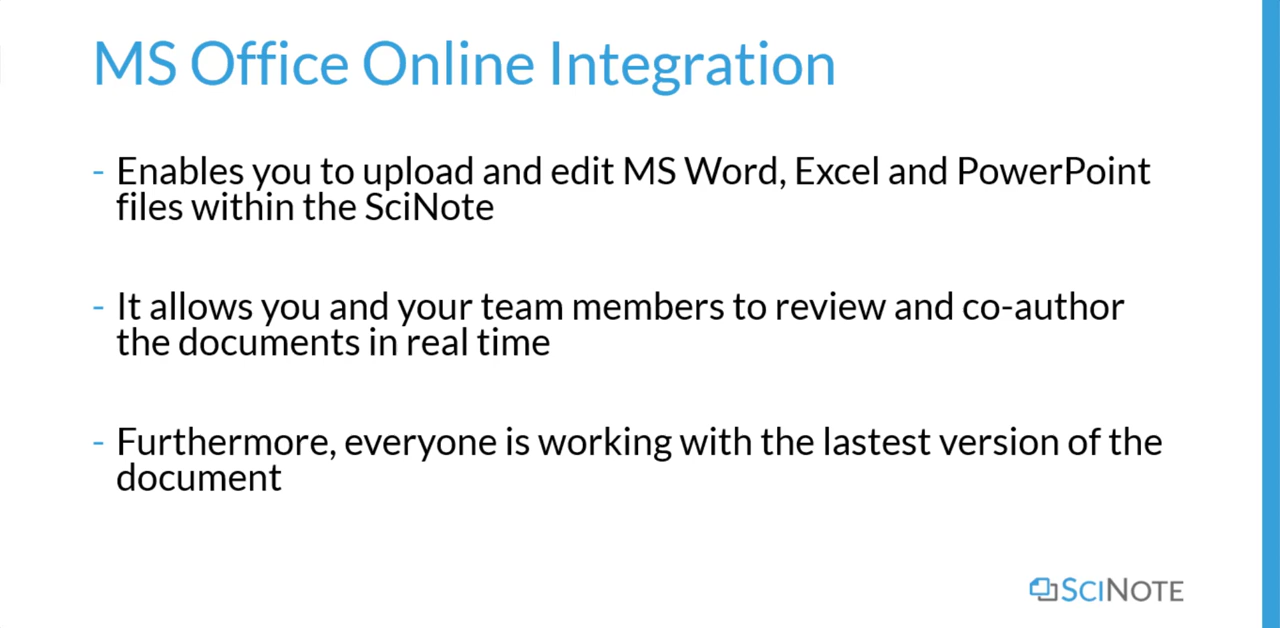 MS Office Online Integration
- Enables you to upload and edit MS Word, Excel and PowerPoint
files within the SciNote
- It allows you and your team members to review and co-author
the documents in real time
- Furthermore, everyone is working with the lastest version of the
document
SCINOTE